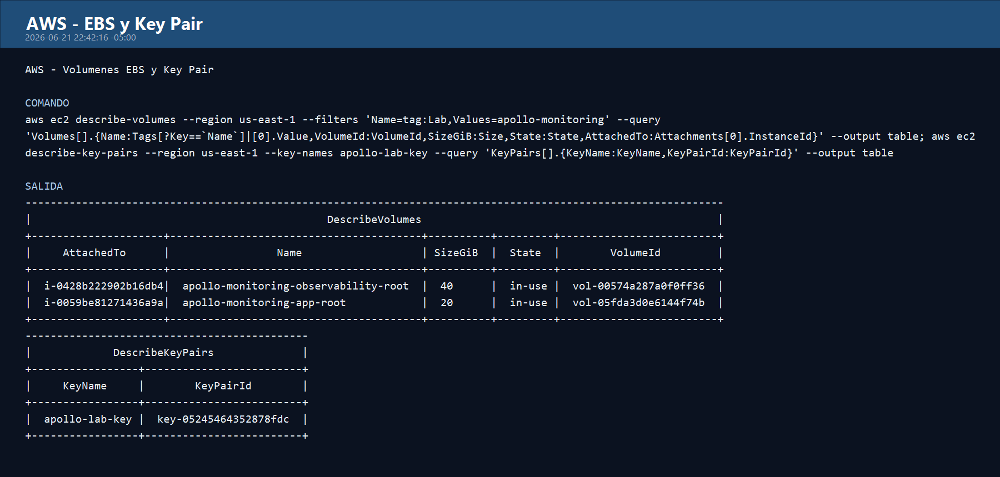 AWS - EBS y Key Pair
2026-06-21 22:42:16 -05:00
AWS - Volumenes EBS y Key Pair
COMANDO
aws ec2 describe-volumes --region us-east-1 --filters 'Name=tag:Lab,Values=apollo-monitoring' --query
'Volumes[].{Name:Tags[?Key==`Name`]|[0].Value,VolumeId:VolumeId,SizeGiB:Size,State:State,AttachedTo:Attachments[0].InstanceId}' --output table; aws ec2
describe-key-pairs --region us-east-1 --key-names apollo-lab-key --query 'KeyPairs[].{KeyName:KeyName,KeyPairId:KeyPairId}' --output table
SALIDA
---------------------------------------------------------------------------------------------------------------
|                                               DescribeVolumes                                               |
+---------------------+----------------------------------------+----------+---------+-------------------------+
|     AttachedTo      |                 Name                   | SizeGiB  |  State  |        VolumeId         |
+---------------------+----------------------------------------+----------+---------+-------------------------+
|  i-0428b222902b16db4|  apollo-monitoring-observability-root  |  40      |  in-use |  vol-00574a287a0f0ff36  |
|  i-0059be81271436a9a|  apollo-monitoring-app-root            |  20      |  in-use |  vol-05fda3d0e6144f74b  |
+---------------------+----------------------------------------+----------+---------+-------------------------+
---------------------------------------------
|             DescribeKeyPairs              |
+-----------------+-------------------------+
|     KeyName     |        KeyPairId        |
+-----------------+-------------------------+
|  apollo-lab-key |  key-05245464352878fdc  |
+-----------------+-------------------------+